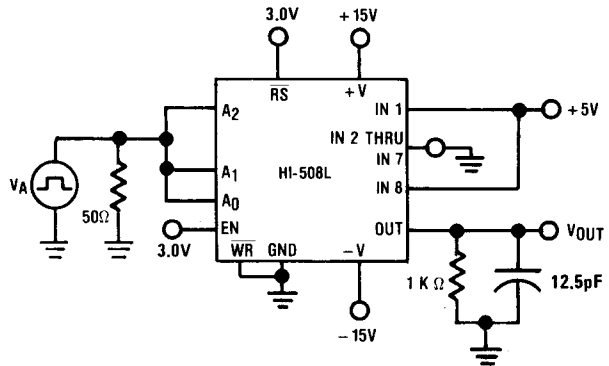 3.0V
+15V
RS
+V
A2
IN 1
+5V
IN 2 THRU
IN 7
A1
HI-508L
IN 8
VA
A0
50Ω
EN
OUT
VOUT
3.0V
WR GND
-V
1 K Ω
12.5pF
-15V